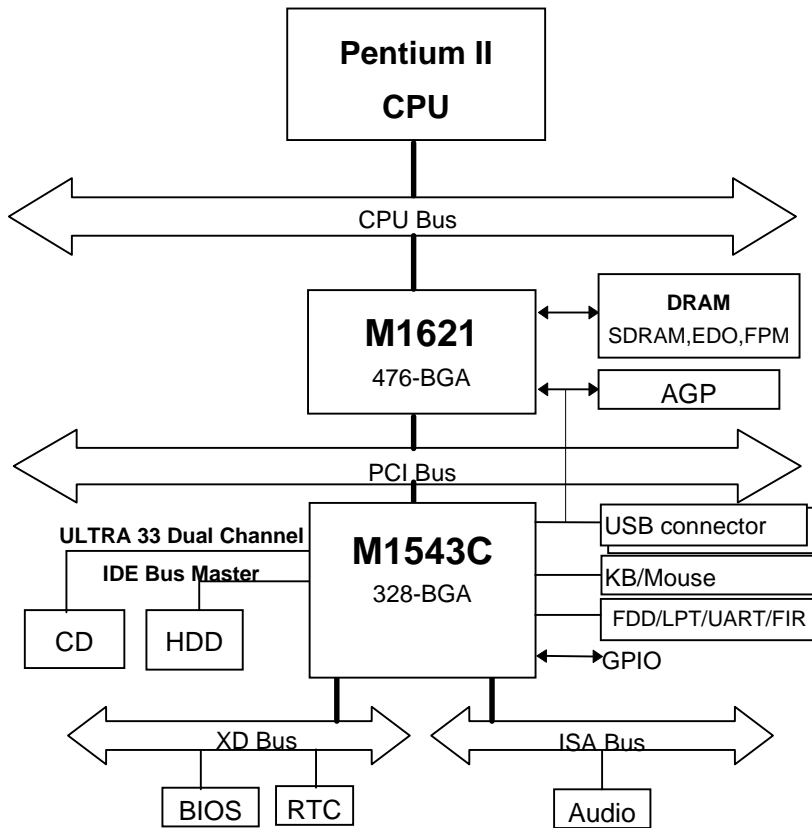 Pentium II
CPU
CPU Bus
M1621
476-BGA
DRAM
SDRAM,EDO,FPM
AGP
PCI Bus
ULTRA 33 Dual Channel
IDE Bus Master
M1543C
328-BGA
USB connector
KB/Mouse
FDD/LPT/UART/FIR
GPIO
CD
HDD
XD Bus
ISA Bus
BIOS
RTC
Audio